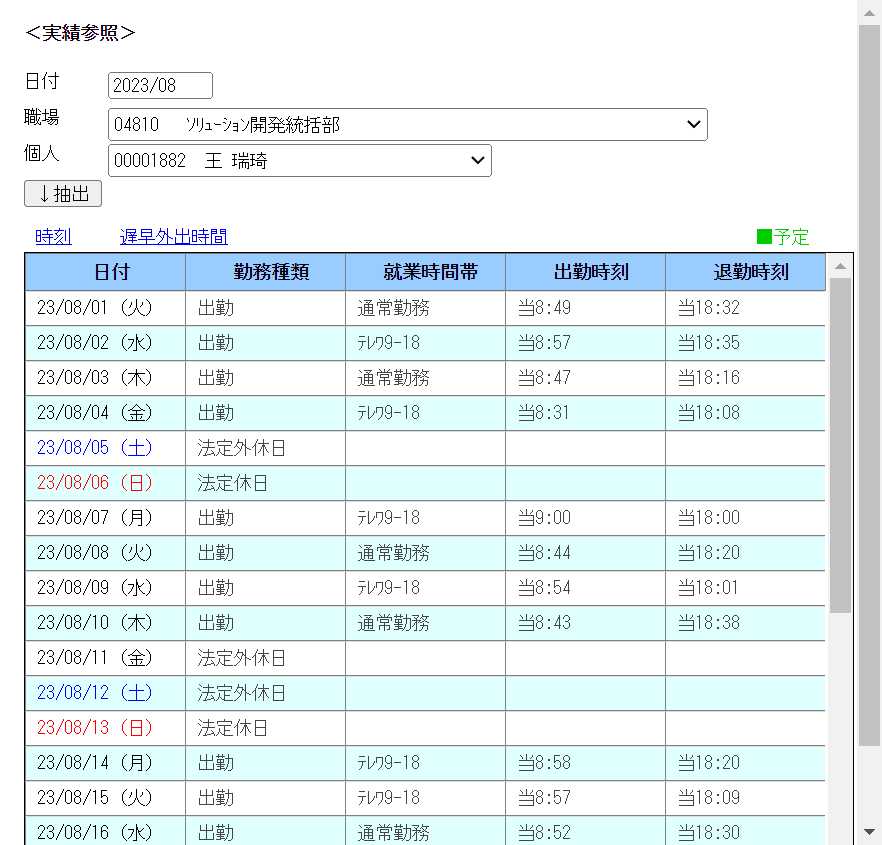 ＜実績参照＞
日付 2023/08
職場 04810 ｿﾘｭｰｼｮﾝ開発統括部
個人 00001882 王 瑞琦
↓抽出
時刻 遅早外出時間 ■予定
日付 勤務種類 就業時間帯 出勤時刻 退勤時刻
23/08/01 （火） 出勤 通常勤務 当8:49 当18:32
23/08/02 （水） 出勤 ﾃﾚﾜ9-18 当8:57 当18:35
23/08/03 （木） 出勤 通常勤務 当8:47 当18:16
23/08/04 （金） 出勤 ﾃﾚﾜ9-18 当8:31 当18:08
23/08/05 （土） 法定外休日
23/08/06 （日） 法定休日
23/08/07 （月） 出勤 ﾃﾚﾜ9-18 当9:00 当18:00
23/08/08 （火） 出勤 通常勤務 当8:44 当18:20
23/08/09 （水） 出勤 ﾃﾚﾜ9-18 当8:54 当18:01
23/08/10 （木） 出勤 通常勤務 当8:43 当18:38
23/08/11 （金） 法定外休日
23/08/12 （土） 法定外休日
23/08/13 （日） 法定休日
23/08/14 （月） 出勤 ﾃﾚﾜ9-18 当8:58 当18:20
23/08/15 （火） 出勤 ﾃﾚﾜ9-18 当8:57 当18:09
23/08/16 （水） 出勤 通常勤務 当8:52 当18:30